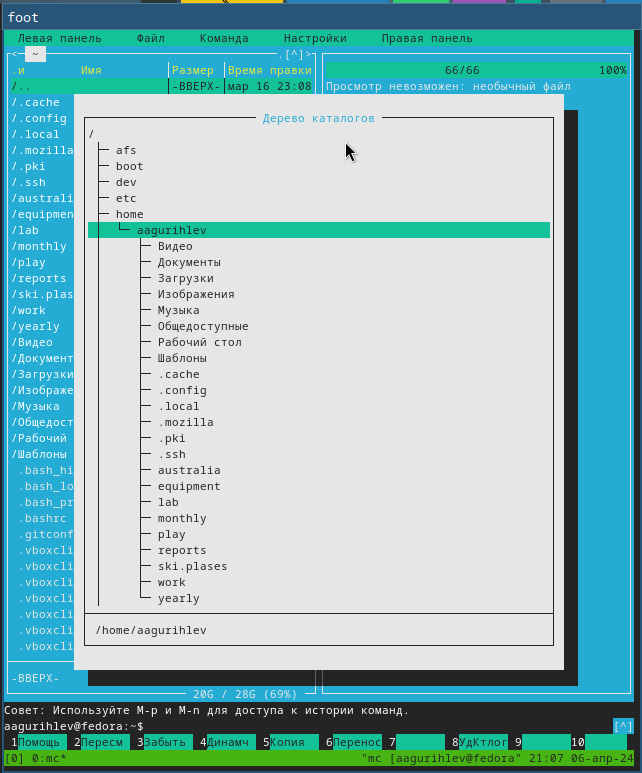 foot
Левая панель Файл Команда Настройки Правая панель
<─ ~ .[^]>
.и Имя Размер Время правки
/.. -ВВЕРХ- мар 16 23:08
66/66 100%
Просмотр невозможен: необычный файл
/.cache
/.config
/.local
/.mozilla
/.pki
/.ssh
/australi
/equipmen
/lab
/monthly
/play
/reports
/ski.plas
/work
/yearly
/Видео
/Документ
/Загрузки
/Изображе
/Музыка
/Общедост
/Рабочий
/Шаблоны
.bash_hi
.bash_lo
.bash_pr
.bashrc
.gitconf
.vboxcli
.vboxcli
.vboxcli
.vboxcli
.vboxcli
.vboxcli
.vboxcli
-ВВЕРХ-
20G / 28G (69%)
Дерево каталогов
/
afs
boot
dev
etc
home
aagurihlev
Видео
Документы
Загрузки
Изображения
Музыка
Общедоступные
Рабочий стол
Шаблоны
.cache
.config
.local
.mozilla
.pki
.ssh
australia
equipment
lab
monthly
play
reports
ski.plases
work
yearly
/home/aagurihlev
Совет: Используйте M-p и M-n для доступа к истории команд.
aagurihlev@fedora:~$ [^]
1Помощь 2Пересм 3Забыть 4Динамч 5Копия 6Перенос 7 8УдКтлог 9 10
[0] 0:mc* "mc [aagurihlev@fedora" 21:07 06-апр-24